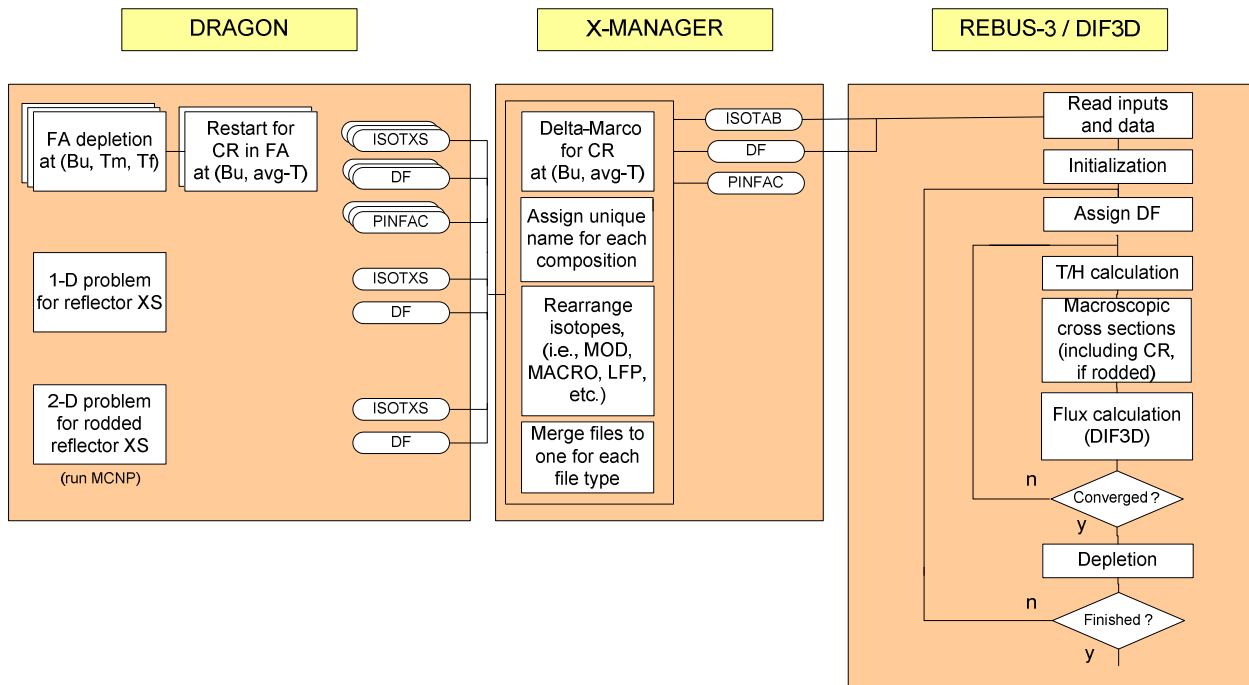 DRAGON
X-MANAGER
REBUS-3 / DIF3D
FA depletion
at (Bu, Tm, Tf)
Restart for
CR in FA
at (Bu, avg-T)
ISOTXS
DF
PINFAC
1-D problem
for reflector XS
ISOTXS
DF
2-D problem
for rodded
reflector XS
(run MCNP)
ISOTXS
DF
Delta-Marco
for CR
at (Bu, avg-T)
Assign unique
name for each
composition
Rearrange
isotopes,
(i.e., MOD,
MACRO, LFP,
etc.)
Merge files to
one for each
file type
ISOTAB
DF
PINFAC
Read inputs
and data
Initialization
Assign DF
T/H calculation
Macroscopic
cross sections
(including CR,
if rodded)
Flux calculation
(DIF3D)
n
Converged ?
y
Depletion
n
Finished ?
y